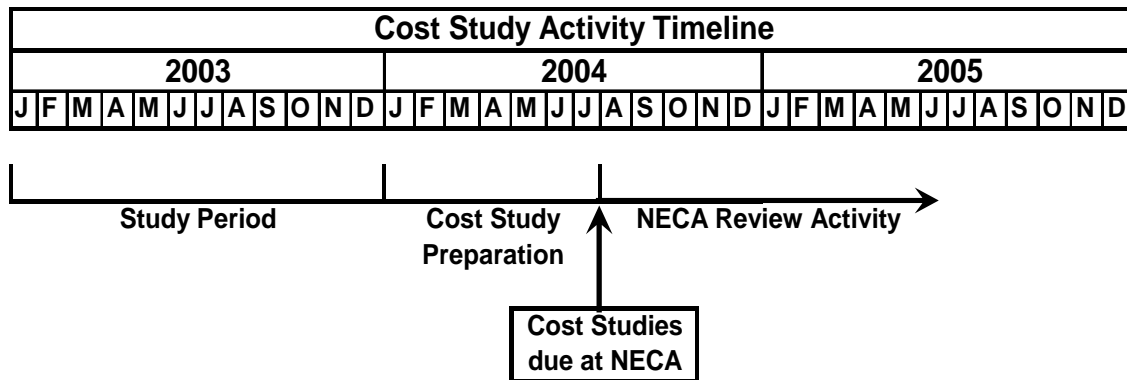 Cost Study Activity Timeline
2003 2004 2005
J F M A M J J A S O N D J F M A M J J A S O N D J F M A M J J A S O N D
Study Period Cost Study NECA Review Activity
Preparation
Cost Studies
due at NECA